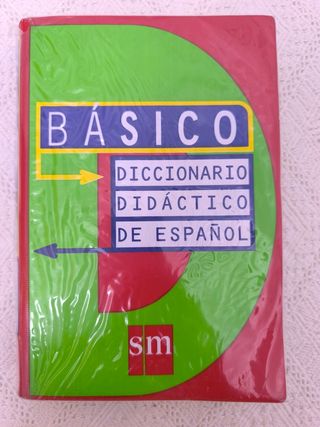 BÁSICO
DICCIONARIO
DIDÁCTICO
DE ESPAÑOL
sm